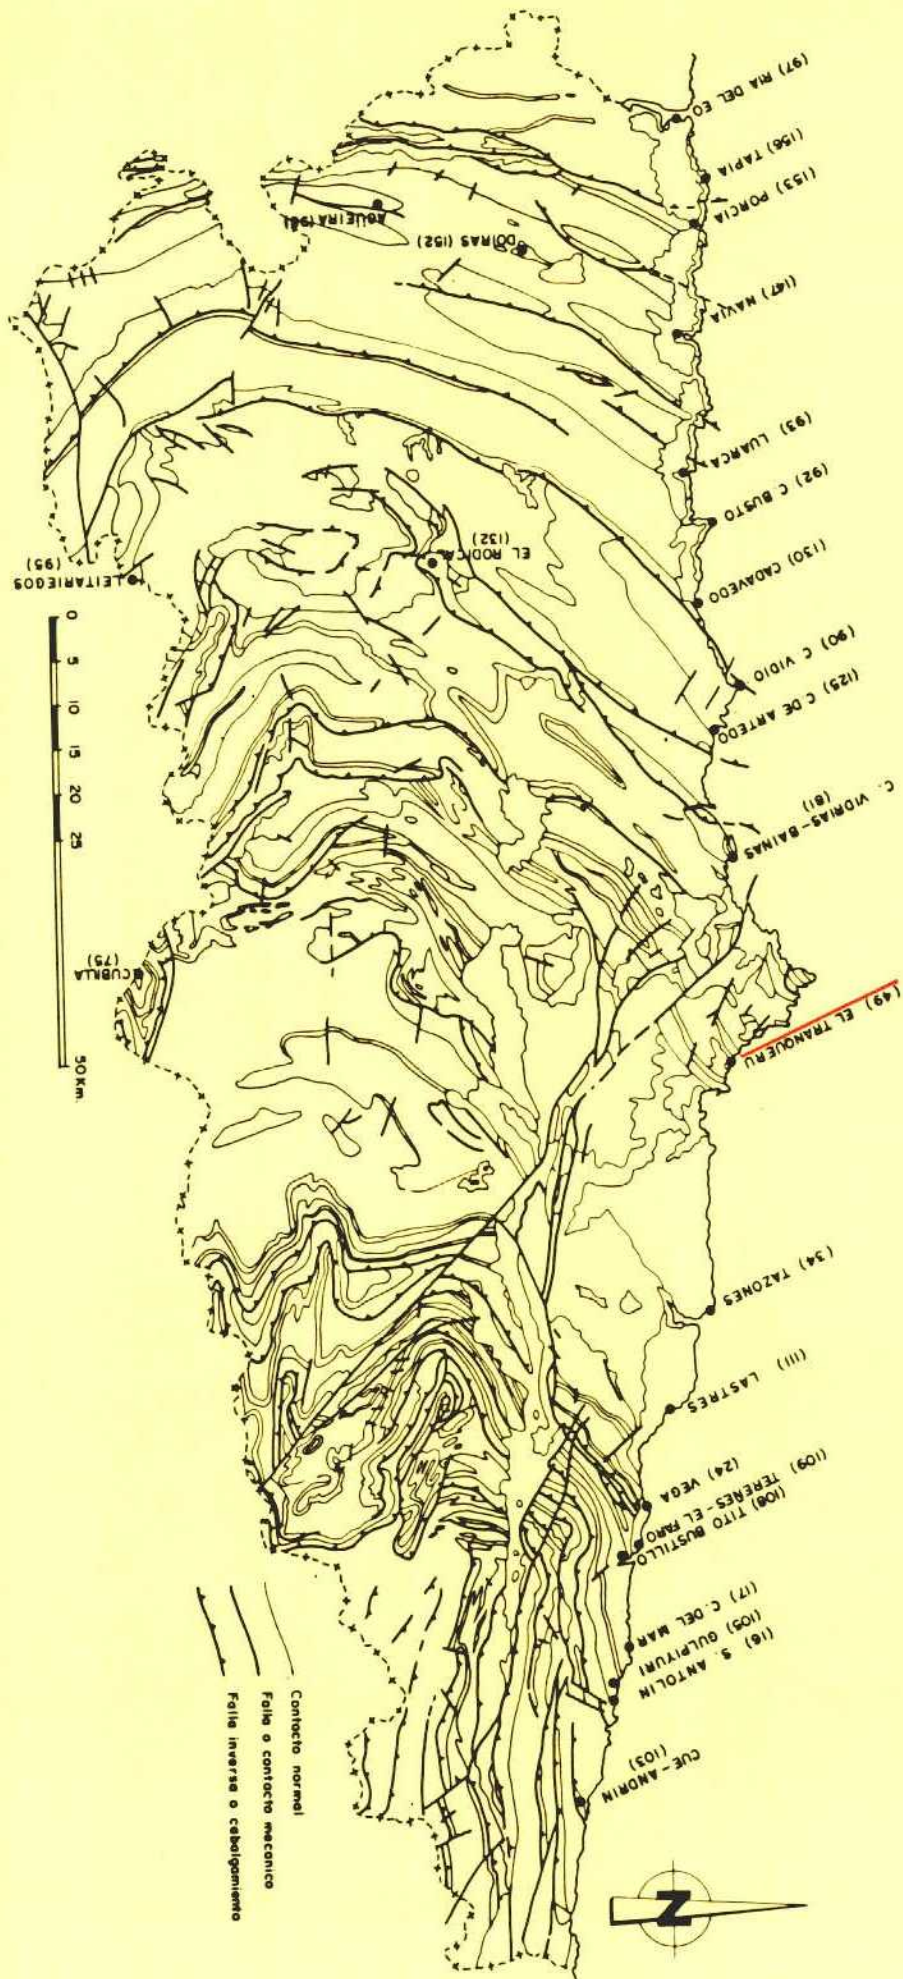 (97) RIA DEL EO
(156) TAPIA
(153) PORCIA
(147) NAVIA
(93) LUARCA
(92) C BUSTO
(130) CADAVEDO
(90) C VIDIO
(125) C DE ARTEDO
C. VIDRIAS-BAINAS
(81)
(49) EL TRANQUERU
(34) TAZONES
(111) LASTRES
(24) VEGA
(109) TERENES-EL FARO
(108) TITO BUSTILLO
(17) C. DEL MAR
(105) GULPIYURI
(16) S. ANTOLIN
CUE-ANDRIN
(103)
DOIRAS (152)
EL RODICAL
(132)
LEITARIEGOS
(95)
CUBILLA
(75)
0 5 10 15 20 25 50Km.
Contacto normal
Falla o contacto mecanico
Falla inversa o cabalgamiento
N